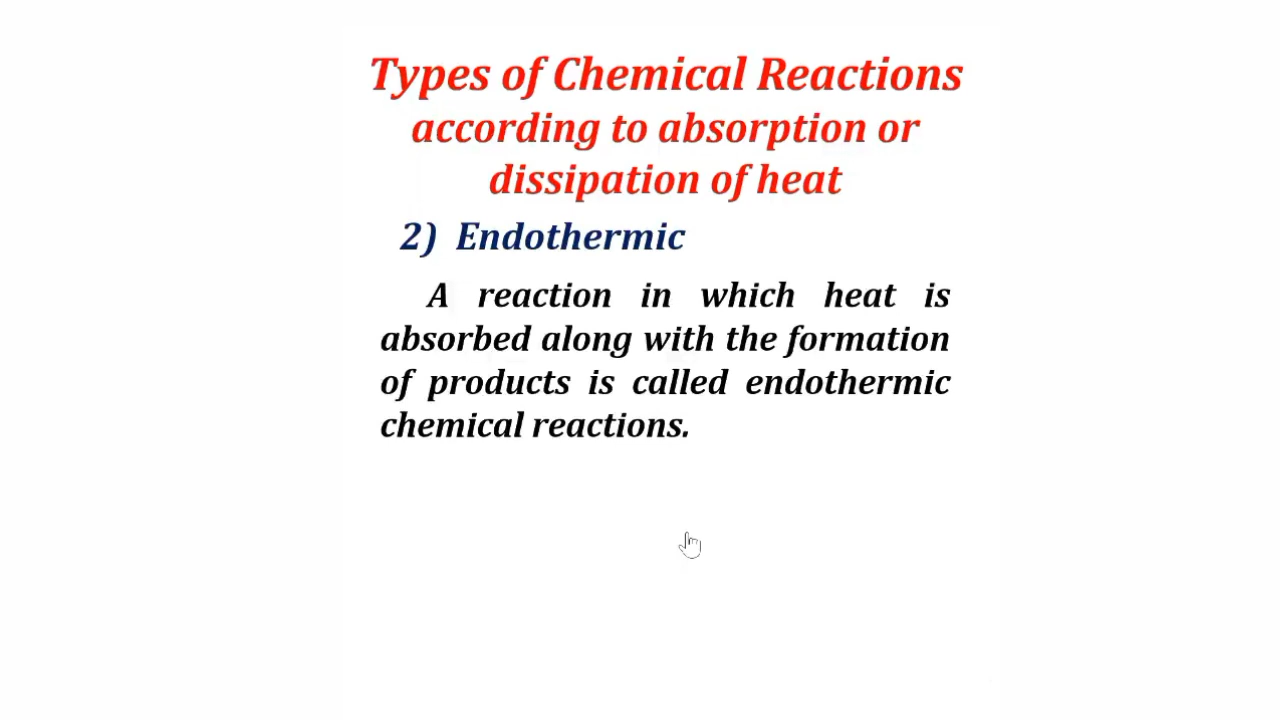 Types of Chemical Reactions
according to absorption or
dissipation of heat
2) Endothermic
A reaction in which heat is
absorbed along with the formation
of products is called endothermic
chemical reactions.